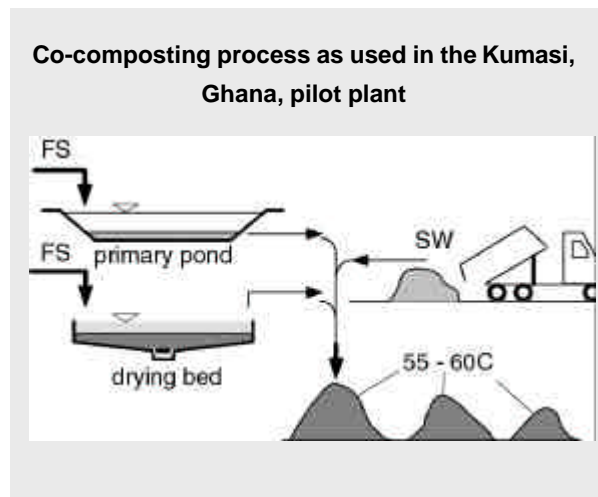 Co-composting process as used in the Kumasi,
Ghana, pilot plant
FS
primary pond
SW
FS
drying bed
55 - 60C